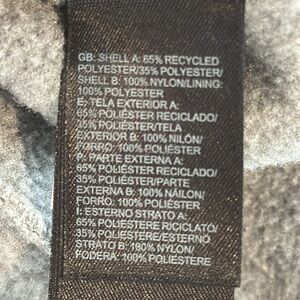 GB: SHELL A: 65% RECYCLED
POLYESTER/35% POLYESTER/
SHELL B: 100% NYLON/LINING:
100% POLYESTER
E: TELA EXTERIOR A:
65% POLIÉSTER RECICLADO/
35% POLIÉSTER/TELA
EXTERIOR B: 100% NILÓN/
FORRO: 100% POLIÉSTER
P: PARTE EXTERNA A:
65% POLIÉSTER RECICLADO/
35% POLIÉSTER/PARTE
EXTERNA B: 100% NÁILON/
FORRO: 100% POLIÉSTER
I: ESTERNO STRATO A:
65% POLIESTERE RICICLATO/
35% POLIESTERE/ESTERNO
STRATO B: 100% NYLON/
FODERA: 100% POLIESTERE